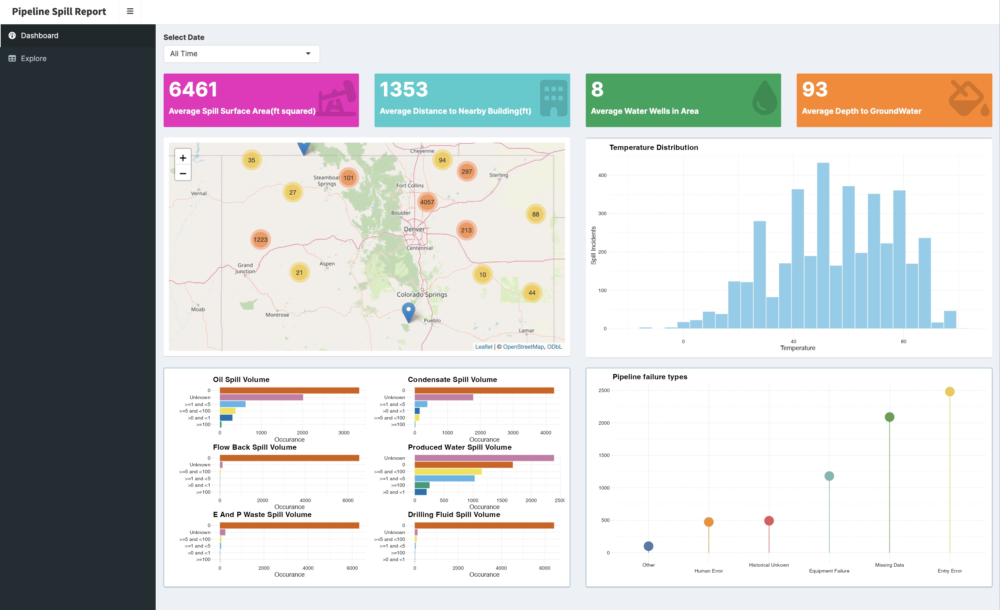 Pipeline Spill Report
Dashboard
Explore
Select Date
All Time
6461
Average Spill Surface Area(ft squared)
1353
Average Distance to Nearby Building(ft)
8
Average Water Wells in Area
93
Average Depth to GroundWater
+
−
35
94
Cheyenne
297
Steamboat
Springs
101
Sterling
Fort Collins
27
Vernal
4057
Boulder
88
Denver
213
1223
Centennial
Grand
Junction
Aspen
21
10
Colorado Springs
44
Moab
Montrose
Pueblo
Lamar
Leaflet | © OpenStreetMap, ODbL
Temperature Distribution
Spill Incidents
400
300
200
100
0
0 40 80
Temperature
Oil Spill Volume
0
Unknown
>=1 and <5
>=5 and <100
>0 and <1
>=100
0 1000 2000 3000
Occurance
Condensate Spill Volume
0
Unknown
>=1 and <5
>0 and <1
>=5 and <100
>=100
0 1000 2000 3000 4000
Occurance
Flow Back Spill Volume
0
Unknown
>=5 and <100
>=1 and <5
>0 and <1
>=100
0 2000 4000 6000
Occurance
Produced Water Spill Volume
Unknown
0
>=5 and <100
>=1 and <5
>=100
>0 and <1
0 500 1000 1500 2000 2500
Occurance
E And P Waste Spill Volume
0
Unknown
>=5 and <100
>=1 and <5
>0 and <1
>=100
0 2000 4000 6000
Occurance
Drilling Fluid Spill Volume
0
Unknown
>=5 and <100
>=1 and <5
>=100
>0 and <1
0 2000 4000 6000
Occurance
Pipeline failure types
2500
2000
1500
1000
500
0
Other
Human Error
Historical Unkown
Equipment Failure
Missing Data
Entry Error